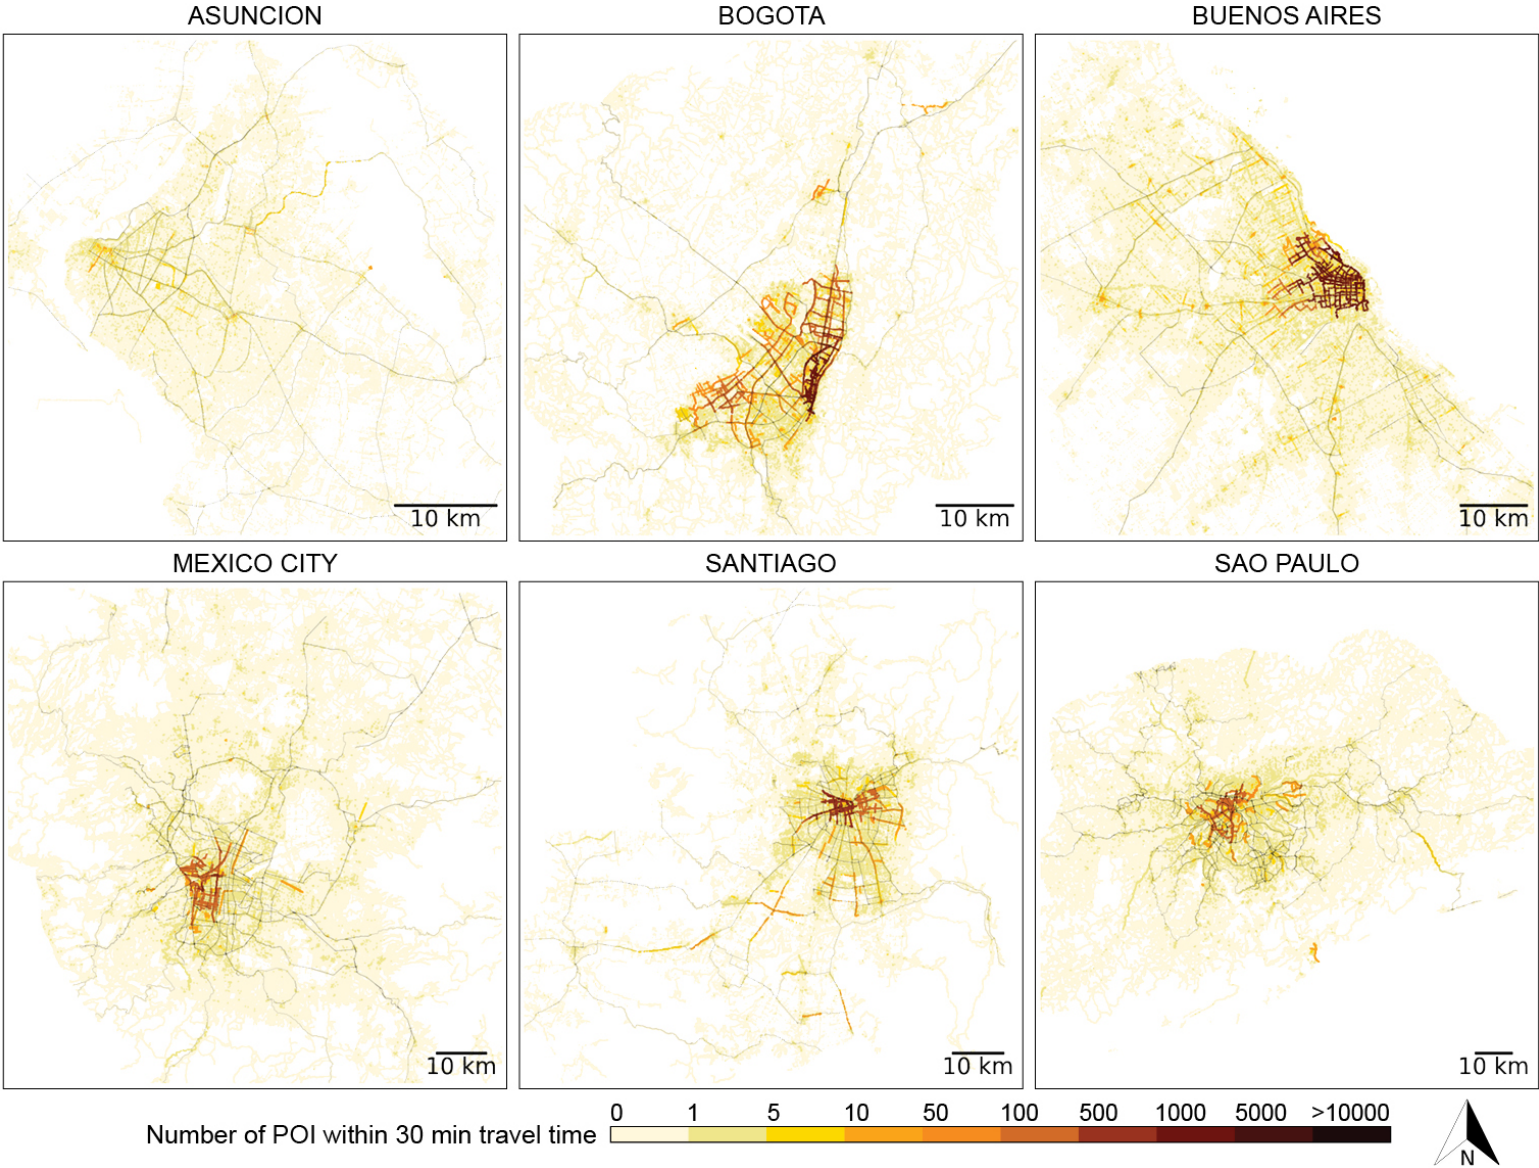 ASUNCION
BOGOTA
BUENOS AIRES
10 km
10 km
10 km
MEXICO CITY
SANTIAGO
SAO PAULO
10 km
10 km
10 km
0 1 5 10 50 100 500 1000 5000 >10000
Number of POI within 30 min travel time
N